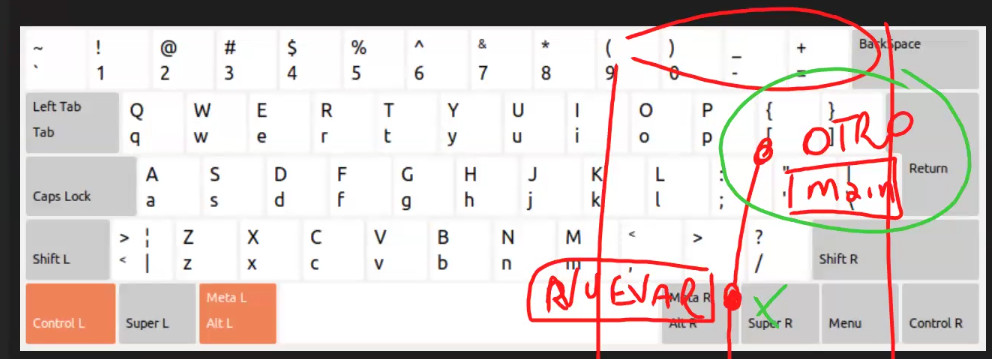 ~ ! @ # $ % ^ & * ( ) _ + BackSpace
` 1 2 3 4 5 6 7 8 9 0 - =
Left Tab Q W E R T Y U I O P { }
Tab q w e r t y u i o p [ ] OTRO
A S D F G H J K L : " | Return
Caps Lock a s d f g h j k l ; ' \ main
> ¦ Z X C V B N M < > ?
Shift L < | z x c v b n m , / Shift R
Meta L NUEVAR Meta R
Control L Super L Alt L Alt R Super R Menu Control R